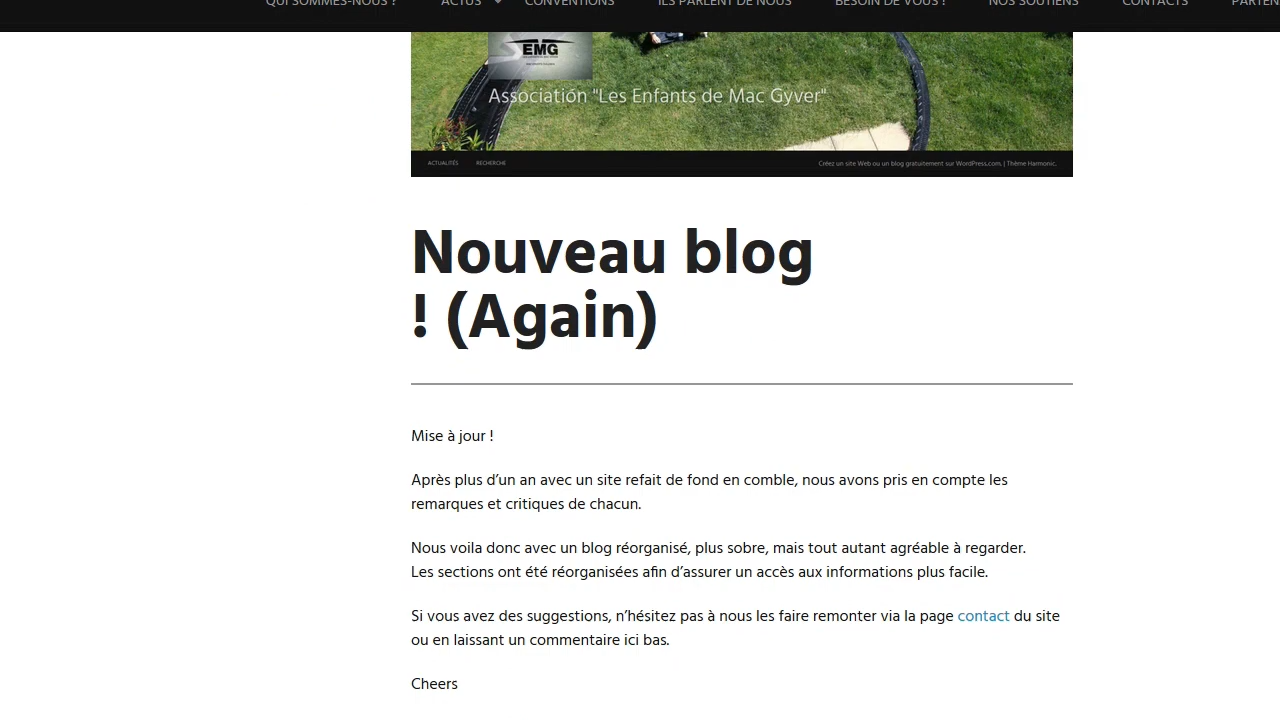 QUI SOMMES-NOUS ? ACTUS CONVENTIONS ILS PARLENT DE NOUS BESOIN DE VOUS ! NOS SOUTIENS CONTACTS PARTEN
EMG
Association "Les Enfants de Mac Gyver"
ACTUALITÉS RECHERCHE Créez un site Web ou un blog gratuitement sur WordPress.com. | Thème Harmonic.
Nouveau blog
! (Again)
Mise à jour !
Après plus d’un an avec un site refait de fond en comble, nous avons pris en compte les
remarques et critiques de chacun.
Nous voila donc avec un blog réorganisé, plus sobre, mais tout autant agréable à regarder.
Les sections ont été réorganisées afin d’assurer un accès aux informations plus facile.
Si vous avez des suggestions, n’hésitez pas à nous les faire remonter via la page contact du site
ou en laissant un commentaire ici bas.
Cheers